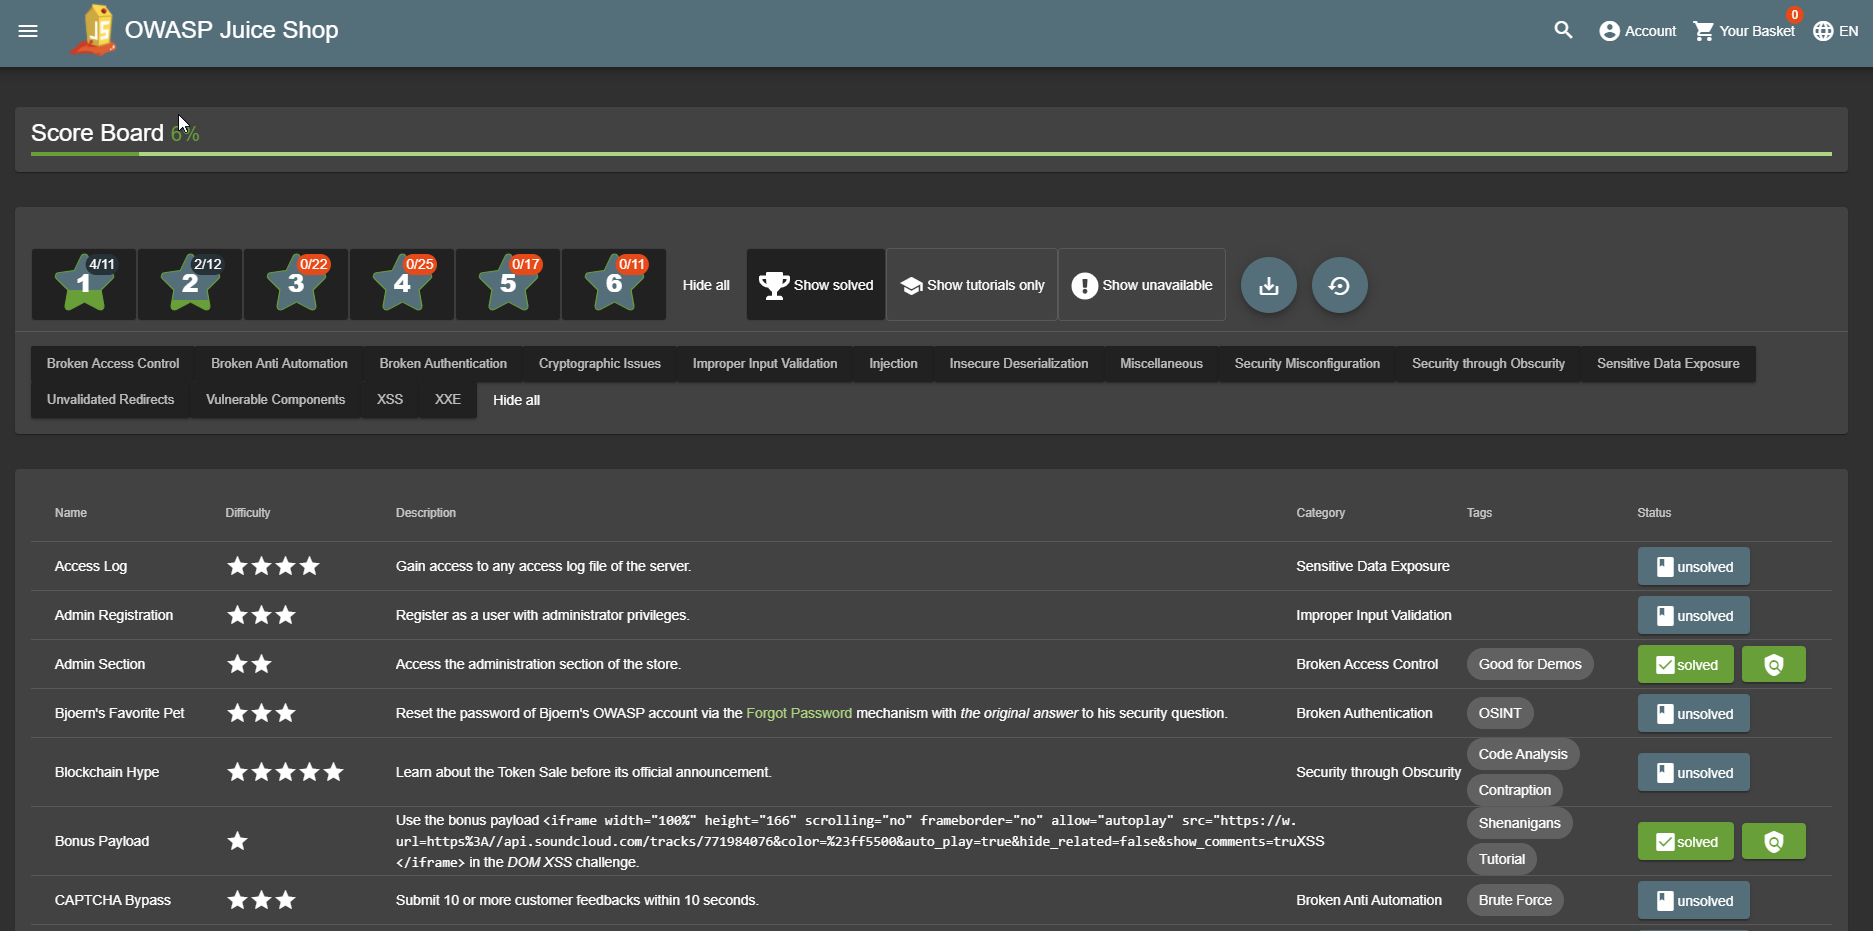 JS
OWASP Juice Shop
Account
Your Basket
0
EN
Score Board 6%
1
4/11
2
2/12
3
0/22
4
0/25
5
0/17
6
0/11
Hide all
Show solved
Show tutorials only
Show unavailable
Broken Access Control
Broken Anti Automation
Broken Authentication
Cryptographic Issues
Improper Input Validation
Injection
Insecure Deserialization
Miscellaneous
Security Misconfiguration
Security through Obscurity
Sensitive Data Exposure
Unvalidated Redirects
Vulnerable Components
XSS
XXE
Hide all
Name
Difficulty
Description
Category
Tags
Status
Access Log
Gain access to any access log file of the server.
Sensitive Data Exposure
unsolved
Admin Registration
Register as a user with administrator privileges.
Improper Input Validation
unsolved
Admin Section
Access the administration section of the store.
Broken Access Control
Good for Demos
solved
Bjoern's Favorite Pet
Reset the password of Bjoern's OWASP account via the Forgot Password mechanism with the original answer to his security question.
Broken Authentication
OSINT
unsolved
Blockchain Hype
Learn about the Token Sale before its official announcement.
Security through Obscurity
Code Analysis
Contraption
unsolved
Bonus Payload
Use the bonus payload <iframe width="100%" height="166" scrolling="no" frameborder="no" allow="autoplay" src="https://w.
url=https%3A//api.soundcloud.com/tracks/771984076&color=%23ff5500&auto_play=true&hide_related=false&show_comments=tru
</iframe> in the DOM XSS challenge.
XSS
Shenanigans
Tutorial
solved
CAPTCHA Bypass
Submit 10 or more customer feedbacks within 10 seconds.
Broken Anti Automation
Brute Force
unsolved